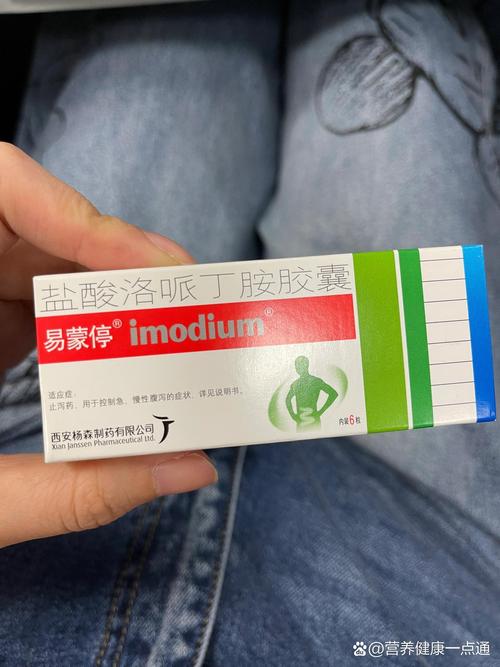 盐酸洛哌丁胺胶囊
易蒙停® imodium®
适应症:
止泻药,用于控制急、慢性腹泻的症状,详见说明书。
西安杨森制药有限公司
Xian Janssen Pharmaceutical Ltd.
内装6粒
@营养健康一点通